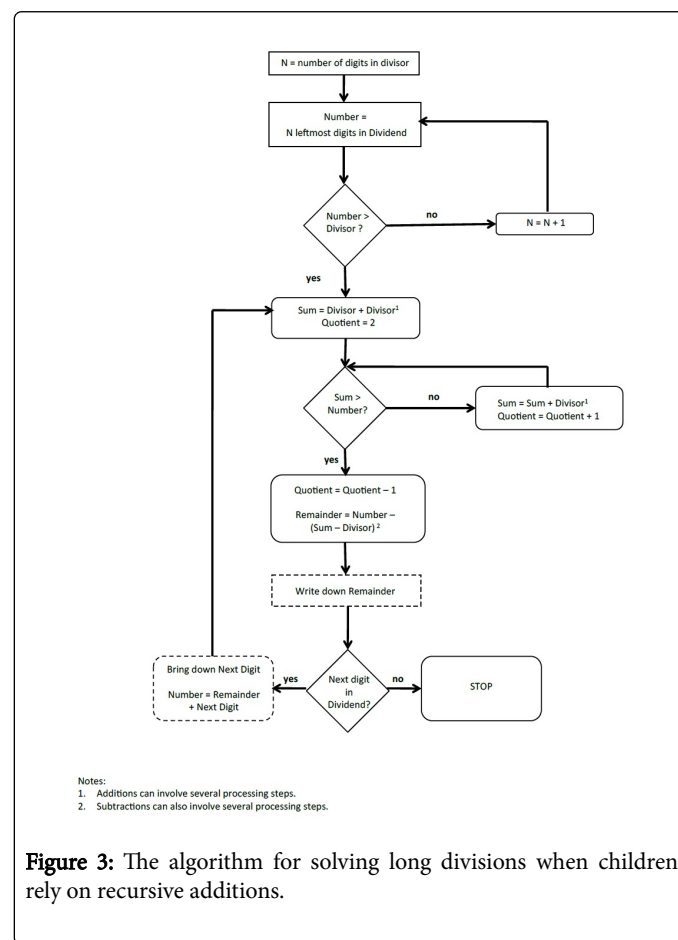 N = number of digits in divisor
Number =
N leftmost digits in Dividend
Number >
Divisor ?
no
N = N + 1
yes
Sum = Divisor + Divisor¹
Quotient = 2
Sum >
Number?
no
Sum = Sum + Divisor¹
Quotient = Quotient + 1
yes
Quotient = Quotient – 1
Remainder = Number –
(Sum – Divisor) ²
Write down Remainder
Next digit
in
Dividend?
yes
Bring down Next Digit
Number = Remainder
+ Next Digit
no
STOP
Notes:
1. Additions can involve several processing steps.
2. Subtractions can also involve several processing steps.
Figure 3: The algorithm for solving long divisions when children
rely on recursive additions.